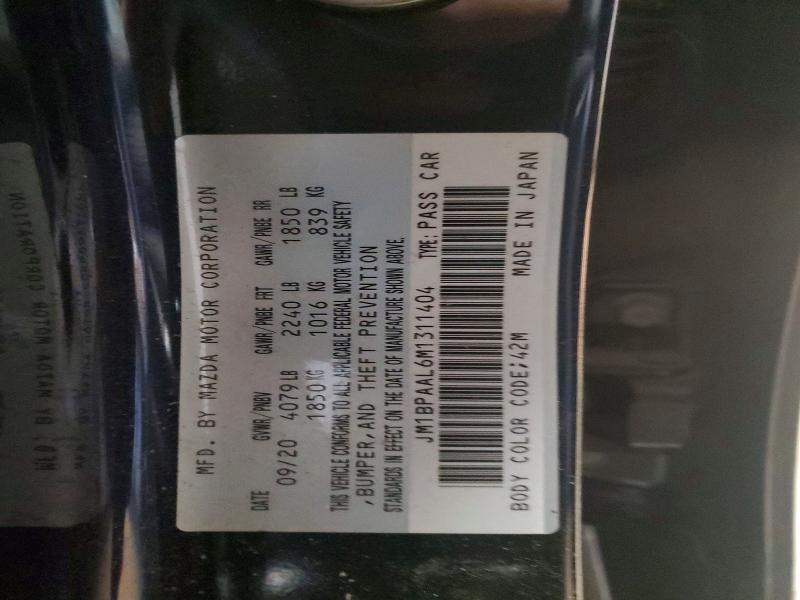 MFD. BY MAZDA MOTOR CORPORATION
DATE GVWR/PNBV GAWR/PNBE FRT GAWR/PNBE RR
09/20 4079LB 2240 LB 1850 LB
1850KG 1016 KG 839 KG
THIS VEHICLE CONFORMS TO ALL APPLICABLE FEDERAL MOTOR VEHICLE SAFETY
,BUMPER,AND THEFT PREVENTION
STANDARDS IN EFFECT ON THE DATE OF MANUFACTURE SHOWN ABOVE.
JM1BPAAL6M1311404 TYPE:PASS CAR
BODY COLOR CODE;42M MADE IN JAPAN